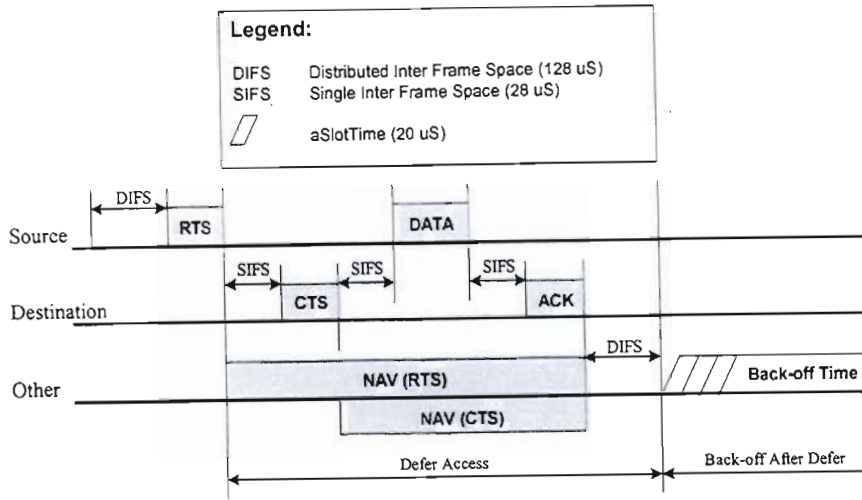 Legend:
DIFS Distributed Inter Frame Space (128 uS)
SIFS Single Inter Frame Space (28 uS)
aSlotTime (20 uS)
DIFS
RTS
DATA
Source
SIFS
SIFS
SIFS
CTS
ACK
Destination
DIFS
NAV (RTS)
Back-off Time
Other
NAV (CTS)
Defer Access
Back-off After Defer